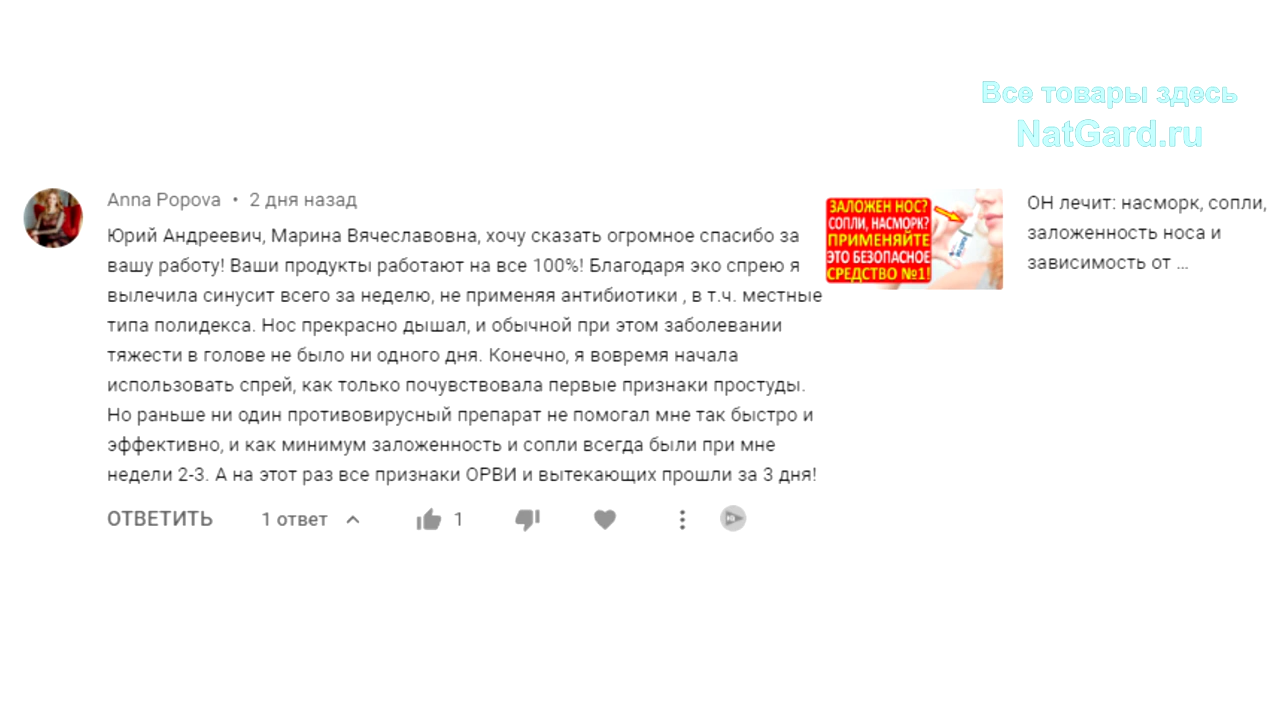 Все товары здесь
NatGard.ru
Anna Popova • 2 дня назад
Юрий Андреевич, Марина Вячеславовна, хочу сказать огромное спасибо за
вашу работу! Ваши продукты работают на все 100%! Благодаря эко спрею я
вылечила синусит всего за неделю, не применяя антибиотики , в т.ч. местные
типа полидекса. Нос прекрасно дышал, и обычной при этом заболевании
тяжести в голове не было ни одного дня. Конечно, я вовремя начала
использовать спрей, как только почувствовала первые признаки простуды.
Но раньше ни один противовирусный препарат не помогал мне так быстро и
эффективно, и как минимум заложенность и сопли всегда были при мне
недели 2-3. А на этот раз все признаки ОРВИ и вытекающих прошли за 3 дня!
ОТВЕТИТЬ 1 ответ 1
ЗАЛОЖЕН НОС?
СОПЛИ, НАСМОРК?
ПРИМЕНЯЙТЕ
ЭТО БЕЗОПАСНОЕ
СРЕДСТВО №1!
ОН лечит: насморк, сопли,
заложенность носа и
зависимость от ...